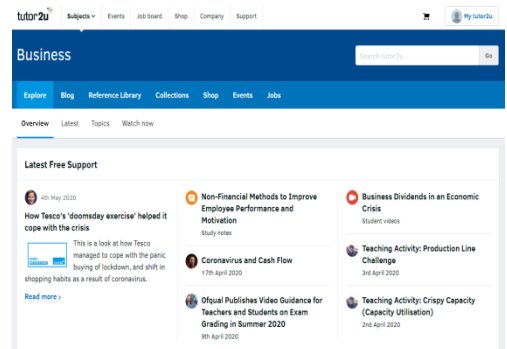 tutor2u
Subjects Events Job board Shop Company Support
My tutor2u
Business
Search tutor2u
Go
Explore Blog Reference Library Collections Shop Events Jobs
Overview Latest Topics Watch now
Latest Free Support
4th May 2020
How Tesco's 'doomsday exercise' helped it
cope with the crisis
This is a look at how Tesco
managed to cope with the panic
buying of lockdown, and shift in
shopping habits as a result of coronavirus.
Read more ›
Non-Financial Methods to Improve
Employee Performance and
Motivation
Study notes
Coronavirus and Cash Flow
17th April 2020
Ofqual Publishes Video Guidance for
Teachers and Students on Exam
Grading in Summer 2020
9th April 2020
Business Dividends in an Economic
Crisis
Student videos
Teaching Activity: Production Line
Challenge
3rd April 2020
Teaching Activity: Crispy Capacity
(Capacity Utilisation)
2nd April 2020